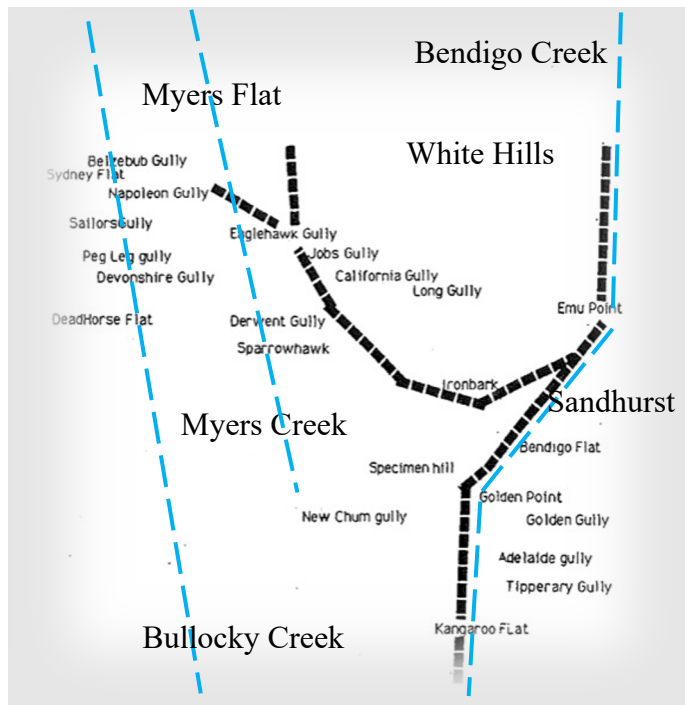 Bendigo Creek
Myers Flat
White Hills
Belzebub Gully
Sydney Flat
Napoleon Gully
Sailors Gully
Englehawk Gully
Jobs Gully
Peg Leg gully
California Gully
Devonshire Gully
Long Gully
Emu Point
DeadHorse Flat
Derwent Gully
Sparrowhawk
Ironbark
Sandhurst
Myers Creek
Bendigo Flat
Specimen hill
Golden Point
New Chum gully
Golden Gully
Adelaide gully
Tipperary Gully
Kangaroo Flat
Bullocky Creek